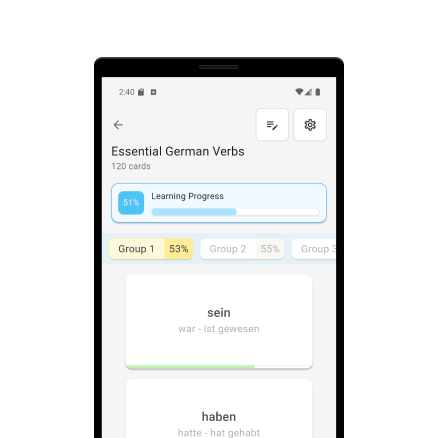 2:40
Essential German Verbs
120 cards
51% Learning Progress
Group 1 53% Group 2 55% Group 3
sein
war - ist gewesen
haben
hatte - hat gehabt